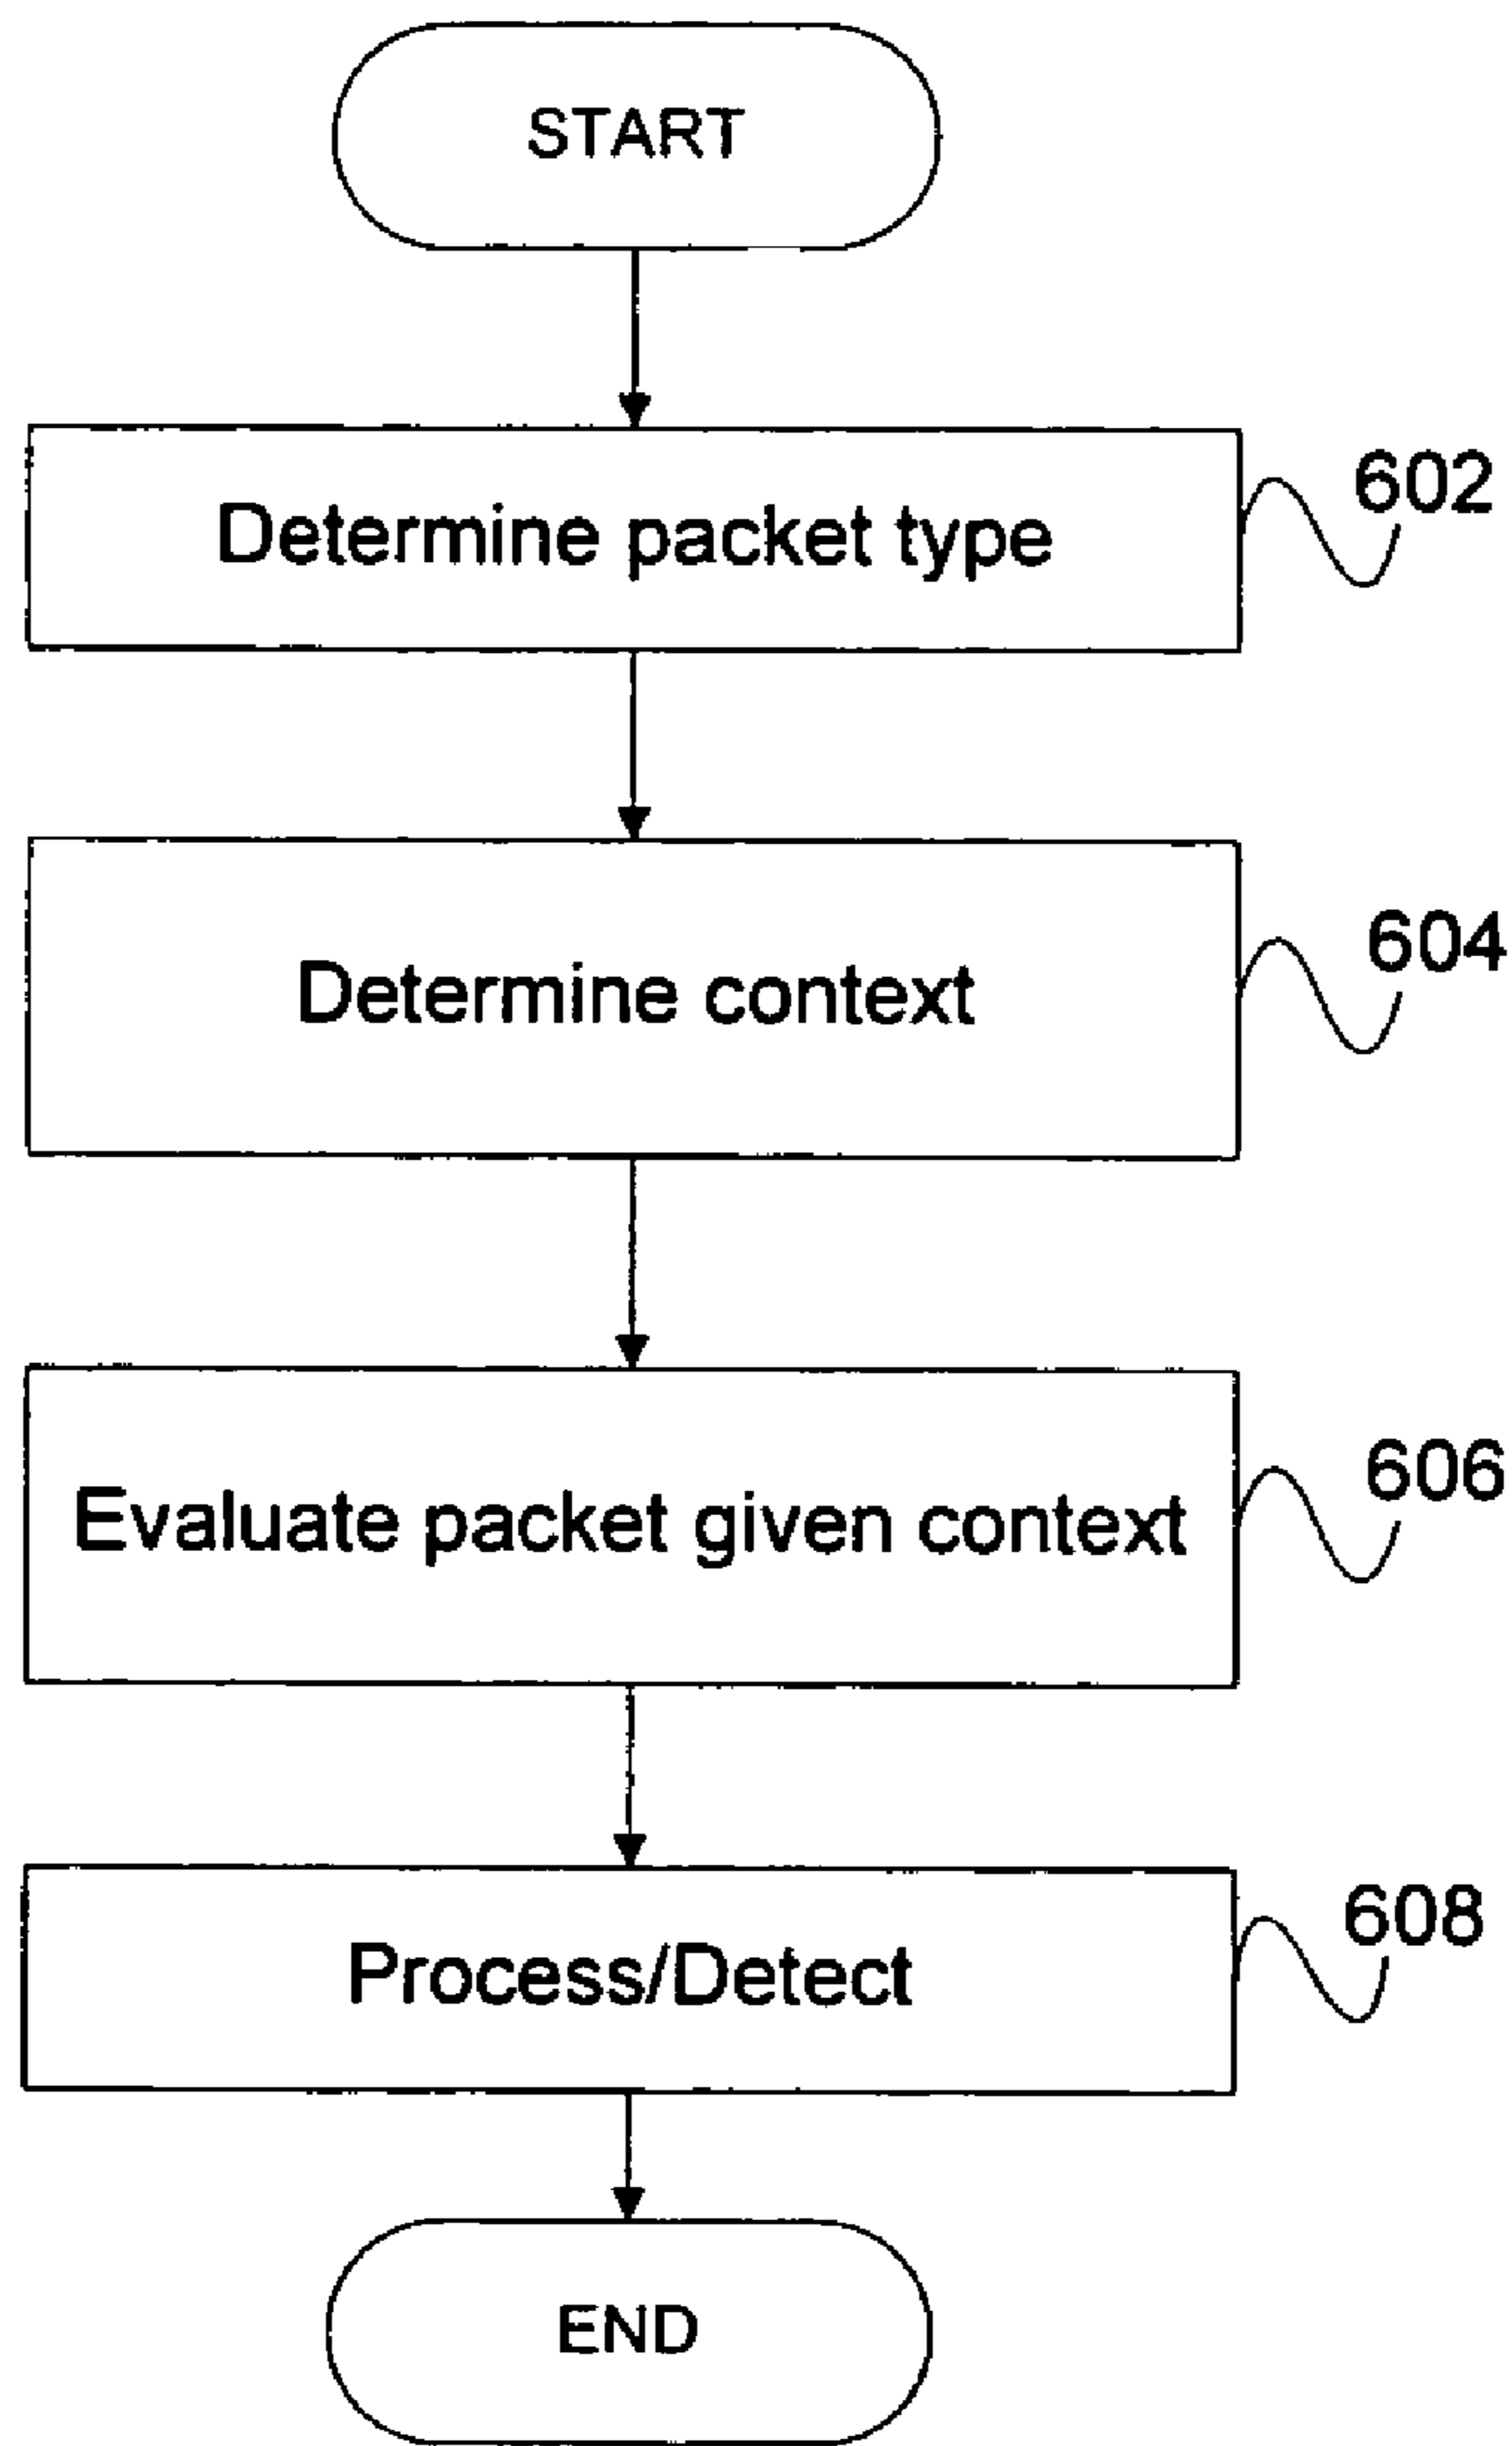 START
Determine packet type
602
Determine context
604
Evaluate packet given context
606
Process/Detect
608
END